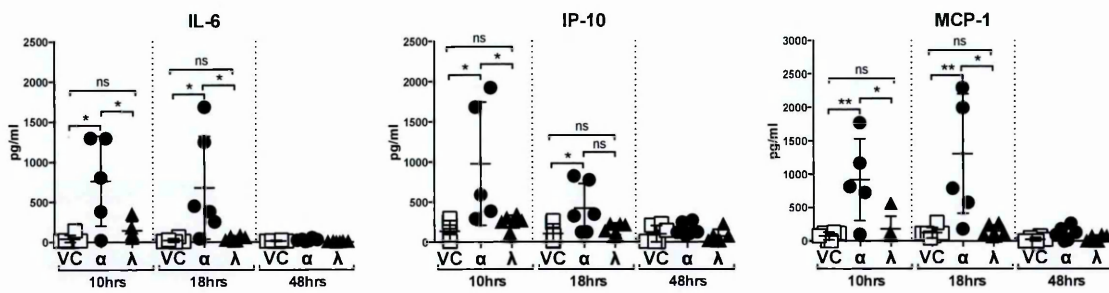 IL-6
2500
2000
1500
1000
500
0
pg/ml
ns
* *
ns
* *
VC α λ VC α λ VC α λ
10hrs 18hrs 48hrs
IP-10
2500
2000
1500
1000
500
0
pg/ml
ns
* *
ns
* ns
VC α λ VC α λ VC α λ
10hrs 18hrs 48hrs
MCP-1
3000
2500
2000
1500
1000
500
0
pg/ml
ns
** *
ns
** *
VC α λ VC α λ VC α λ
10hrs 18hrs 48hrs